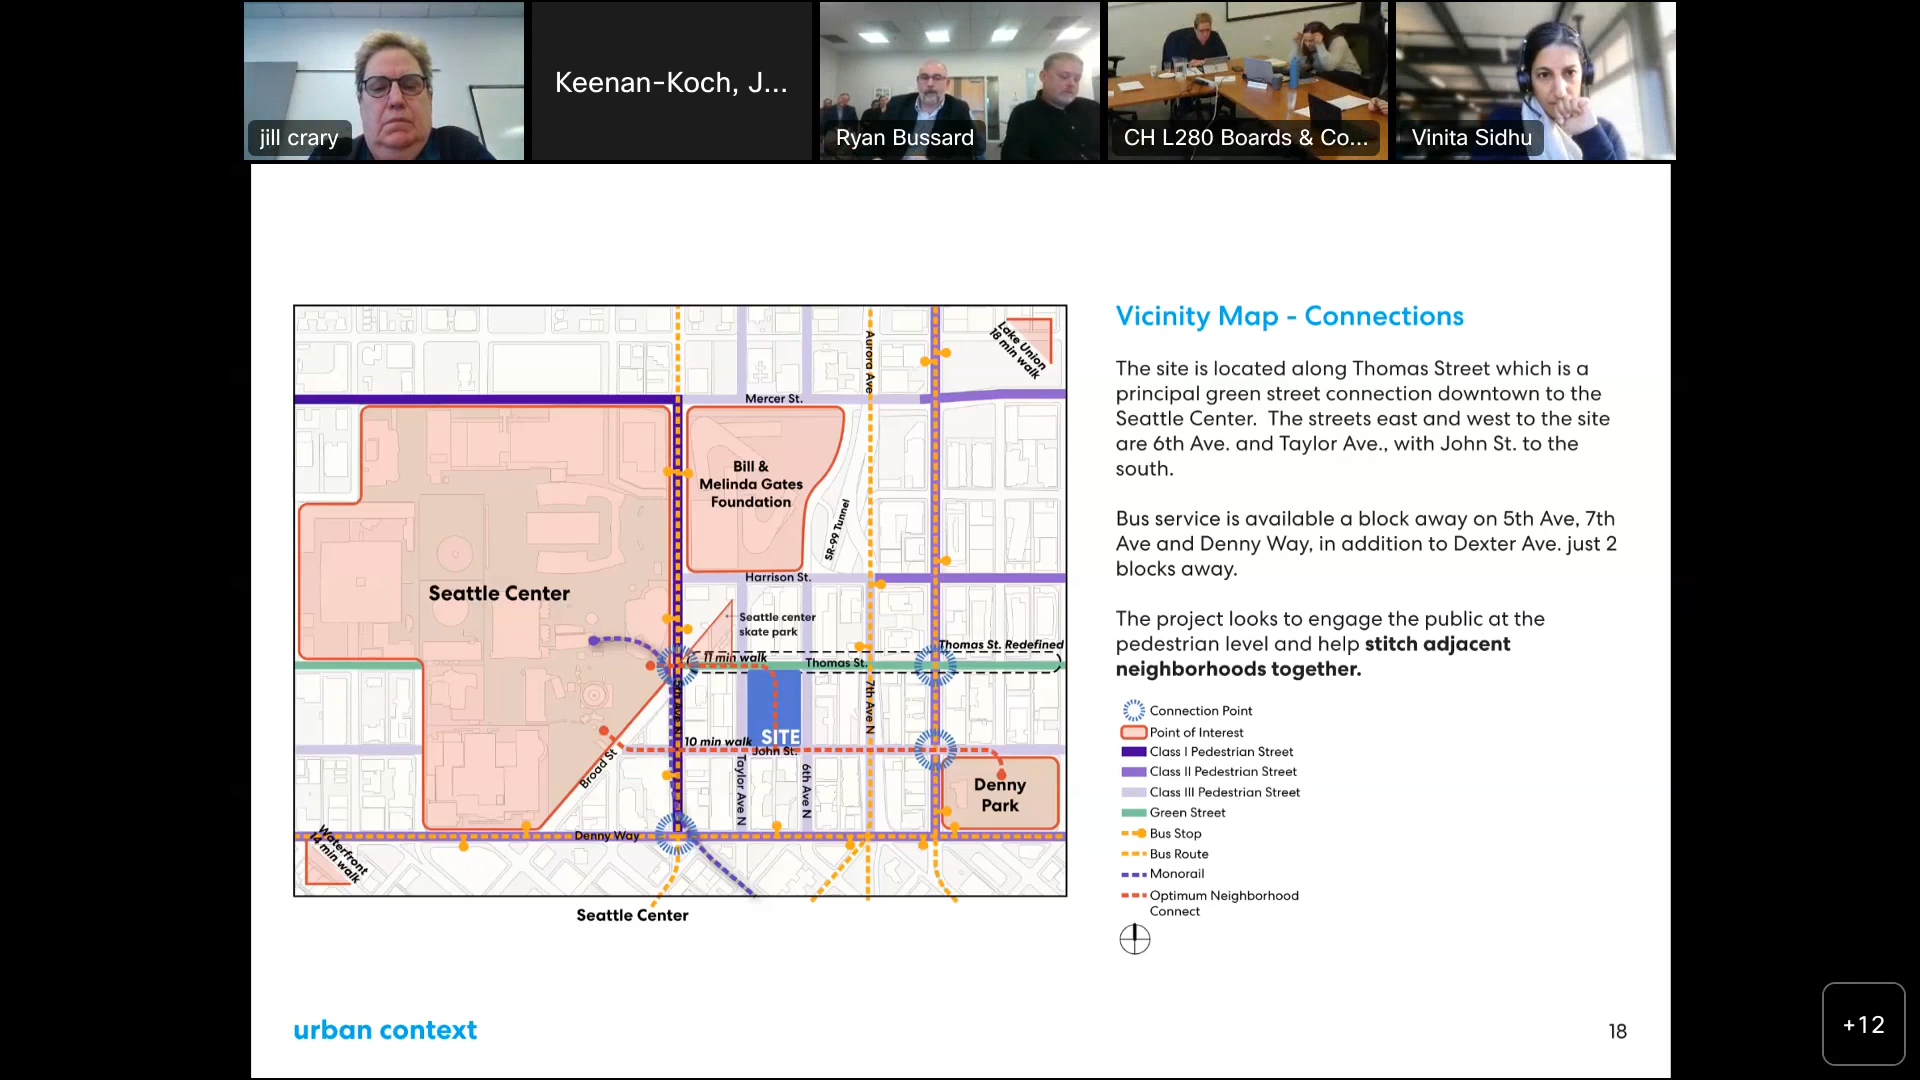 jill crary
Keenan-Koch, J...
Ryan Bussard
CH L280 Boards & Co...
Vinita Sidhu
Vicinity Map - Connections
The site is located along Thomas Street which is a
principal green street connection downtown to the
Seattle Center. The streets east and west to the site
are 6th Ave. and Taylor Ave., with John St. to the
south.
Bus service is available a block away on 5th Ave, 7th
Ave and Denny Way, in addition to Dexter Ave. just 2
blocks away.
The project looks to engage the public at the
pedestrian level and help stitch adjacent
neighborhoods together.
Connection Point
Point of Interest
Class I Pedestrian Street
Class II Pedestrian Street
Class III Pedestrian Street
Green Street
Bus Stop
Bus Route
Monorail
Optimum Neighborhood
Connect
Lake Union
18 min walk
Aurora Ave
Mercer St.
Bill &
Melinda Gates
Foundation
SR-99 Tunnel
Harrison St.
Seattle Center
Seattle center
skate park
Thomas St. Redefined
11 min walk
Thomas St.
5th Ave N
7th Ave N
SITE
10 min walk
John St.
Broad St
Taylor Ave N
6th Ave N
Denny
Park
Denny Way
Waterfront
14 min walk
Seattle Center
urban context
18
+12